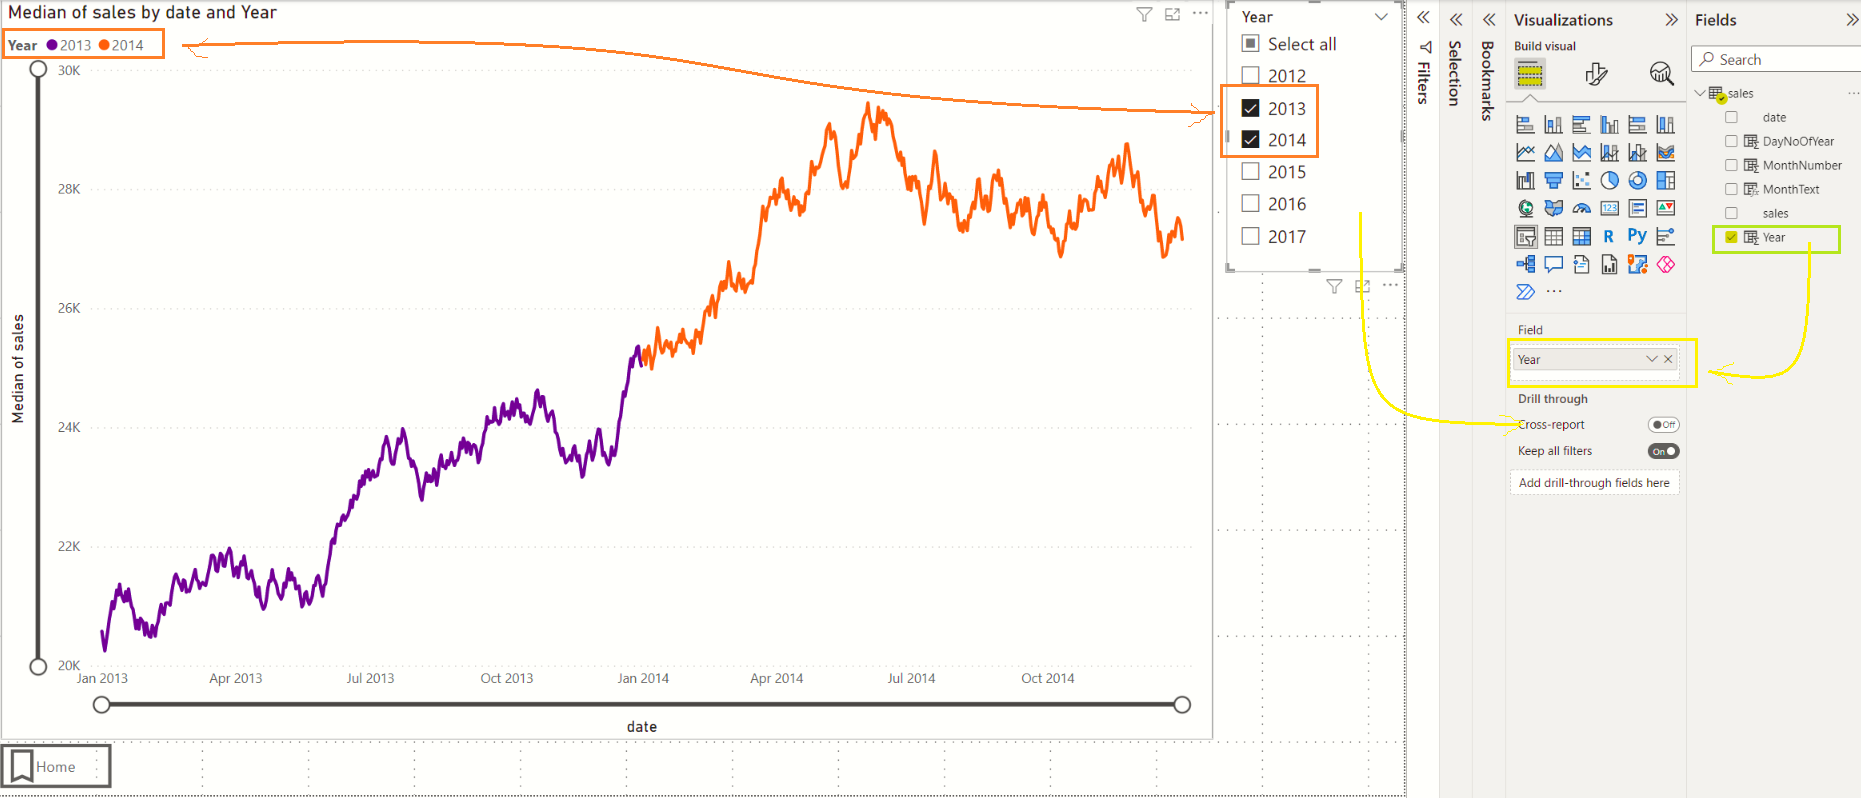 Median of sales by date and Year
Year 2013 2014
30K
28K
26K
24K
22K
20K
Median of sales
Jan 2013 Apr 2013 Jul 2013 Oct 2013 Jan 2014 Apr 2014 Jul 2014 Oct 2014
date
Home
Year
Select all
2012
2013
2014
2015
2016
2017
Filters
Selection
Bookmarks
Visualizations
Build visual
123
R
Py
Field
Year
Drill through
Cross-report Off
Keep all filters On
Add drill-through fields here
Fields
Search
sales
date
DayNoOfYear
MonthNumber
MonthText
sales
Year